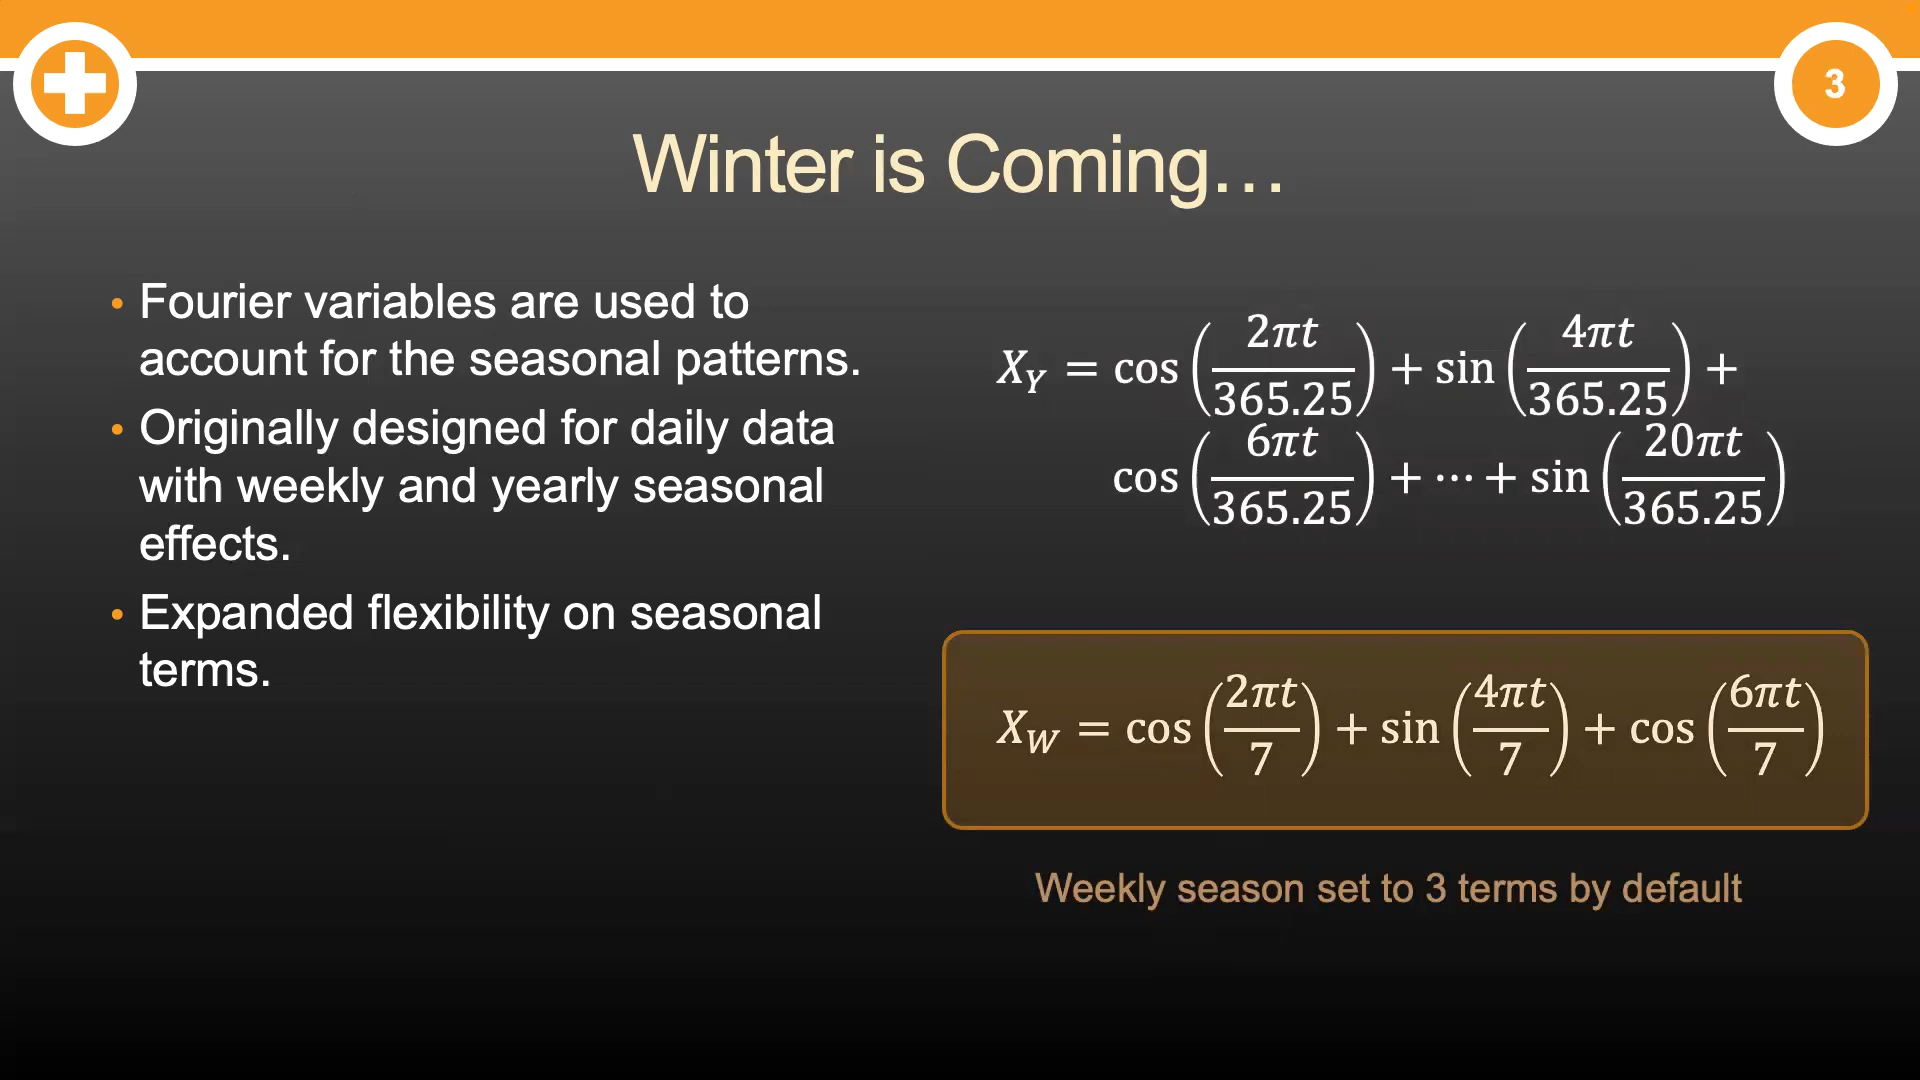 3
Winter is Coming…
• Fourier variables are used to
account for the seasonal patterns.
• Originally designed for daily data
with weekly and yearly seasonal
effects.
• Expanded flexibility on seasonal
terms.
X_Y = cos(2πt/365.25) + sin(4πt/365.25) +
cos(6πt/365.25) + ⋯ + sin(20πt/365.25)
X_W = cos(2πt/7) + sin(4πt/7) + cos(6πt/7)
Weekly season set to 3 terms by default